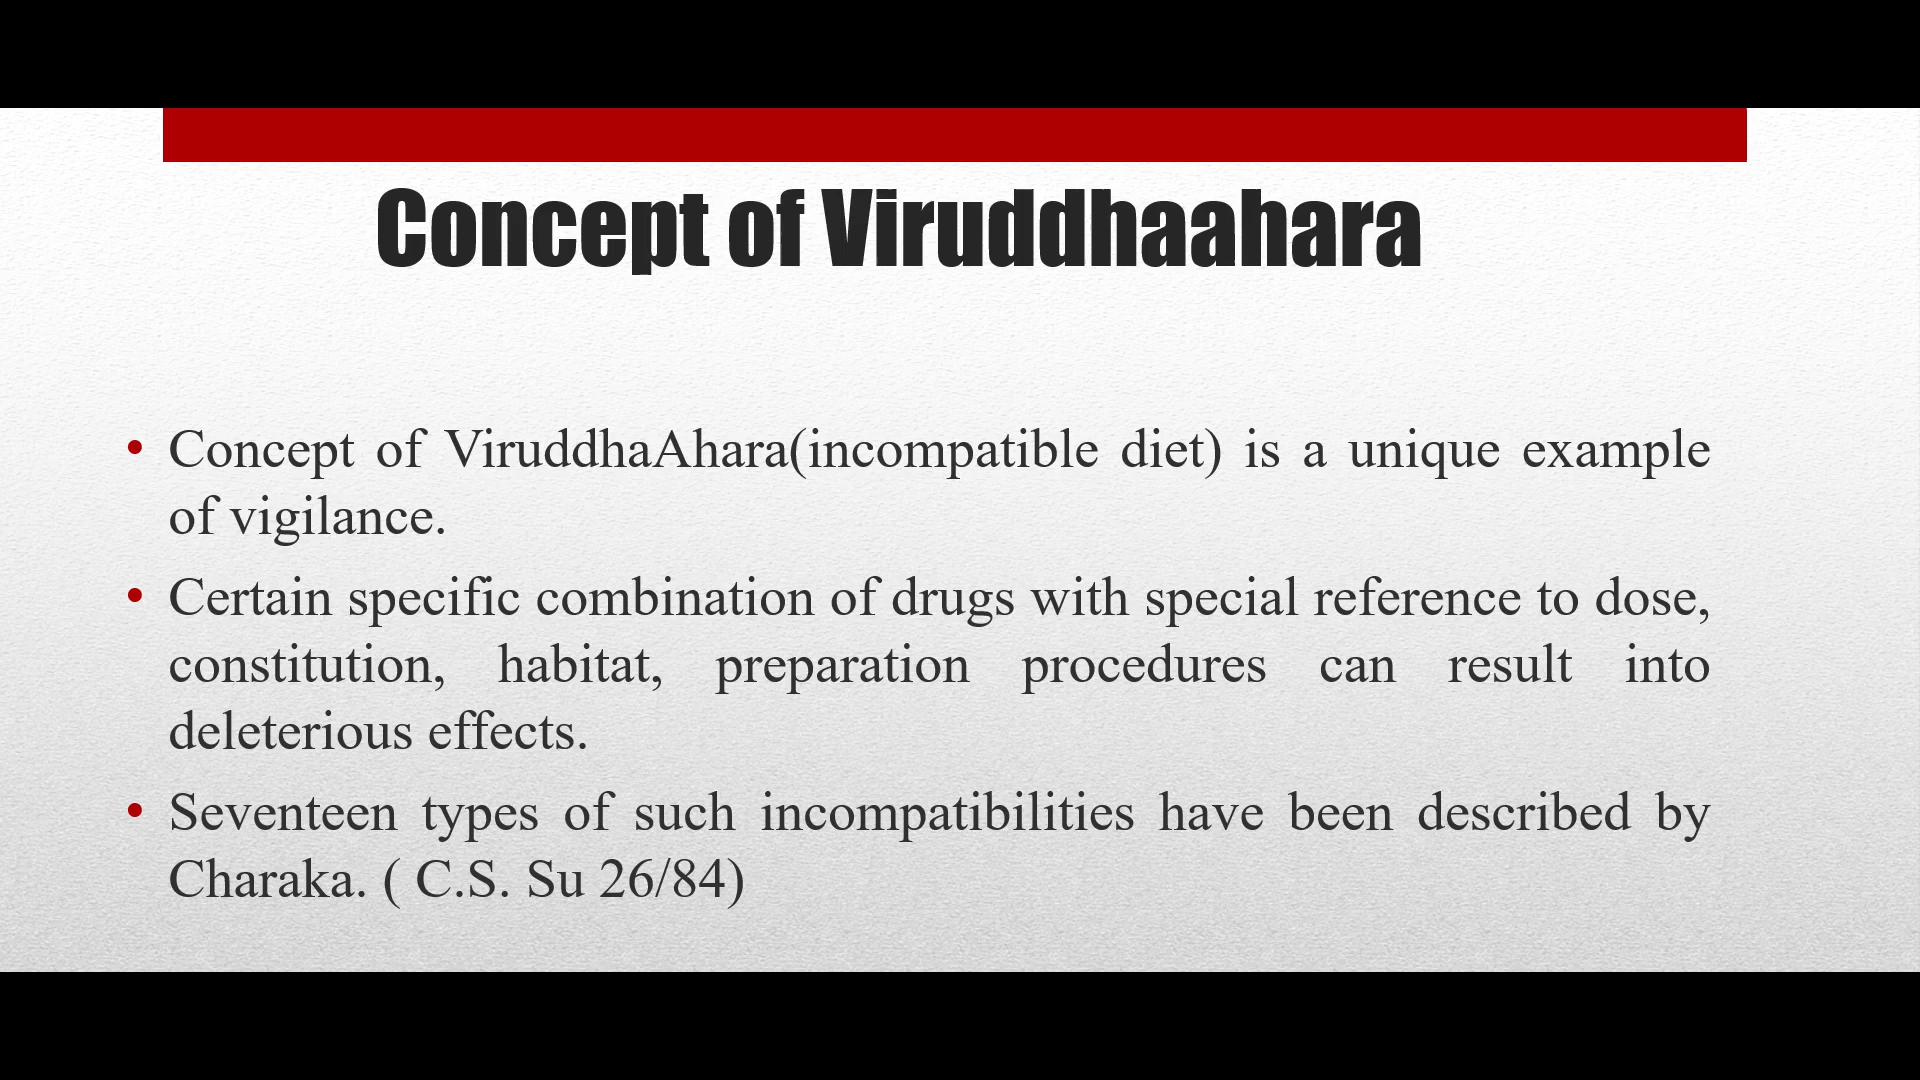 Concept of Viruddhaahara
• Concept of ViruddhaAhara(incompatible diet) is a unique example
of vigilance.
• Certain specific combination of drugs with special reference to dose,
constitution, habitat, preparation procedures can result into
deleterious effects.
• Seventeen types of such incompatibilities have been described by
Charaka. ( C.S. Su 26/84)